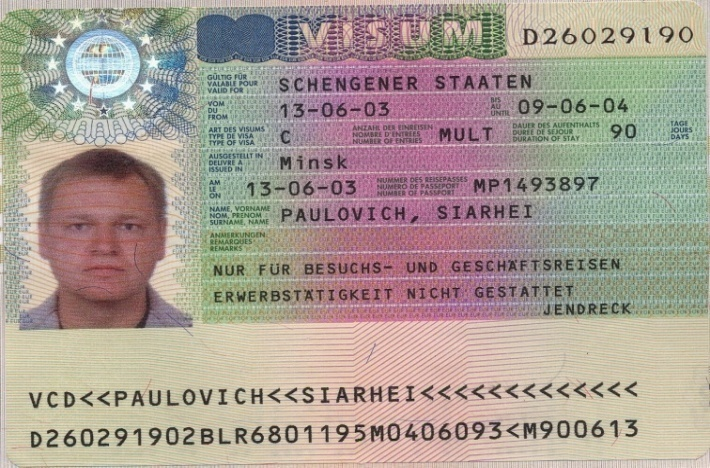 VISUM D26029190
GÜLTIG FÜR
VALABLE POUR
VALID FOR
SCHENGENER STAATEN
VOM
DU
FROM
13-06-03
BIS
AU
UNTIL
09-06-04
ART DES VISUMS
TYPE DE VISA
TYPE OF VISA
C
ANZAHL DER EINREISEN
NOMBRE D'ENTREES
NUMBER OF ENTRIES
MULT
DAUER DES AUFENTHALTS
DUREE DE SEJOUR
DURATION OF STAY
90
TAGE
JOURS
DAYS
AUSGESTELLT IN
DELIVRE A
ISSUED IN
Minsk
AM
LE
ON
13-06-03
NUMMER DES REISEPASSES
NUMERO DE PASSEPORT
NUMBER OF PASSPORT
MP1493897
NAME, VORNAME
NOM, PRENOM
SURNAME, NAME
PAULOVICH, SIARHEI
ANMERKUNGEN
REMARQUES
REMARKS
NUR FÜR BESUCHS- UND GESCHÄFTSREISEN
ERWERBSTÄTIGKEIT NICHT GESTATTET
JENDRECK
VCD<<PAULOVICH<<SIARHEI<<<<<<<<<<<<<
D260291902BLR6801195M0406093<M900613